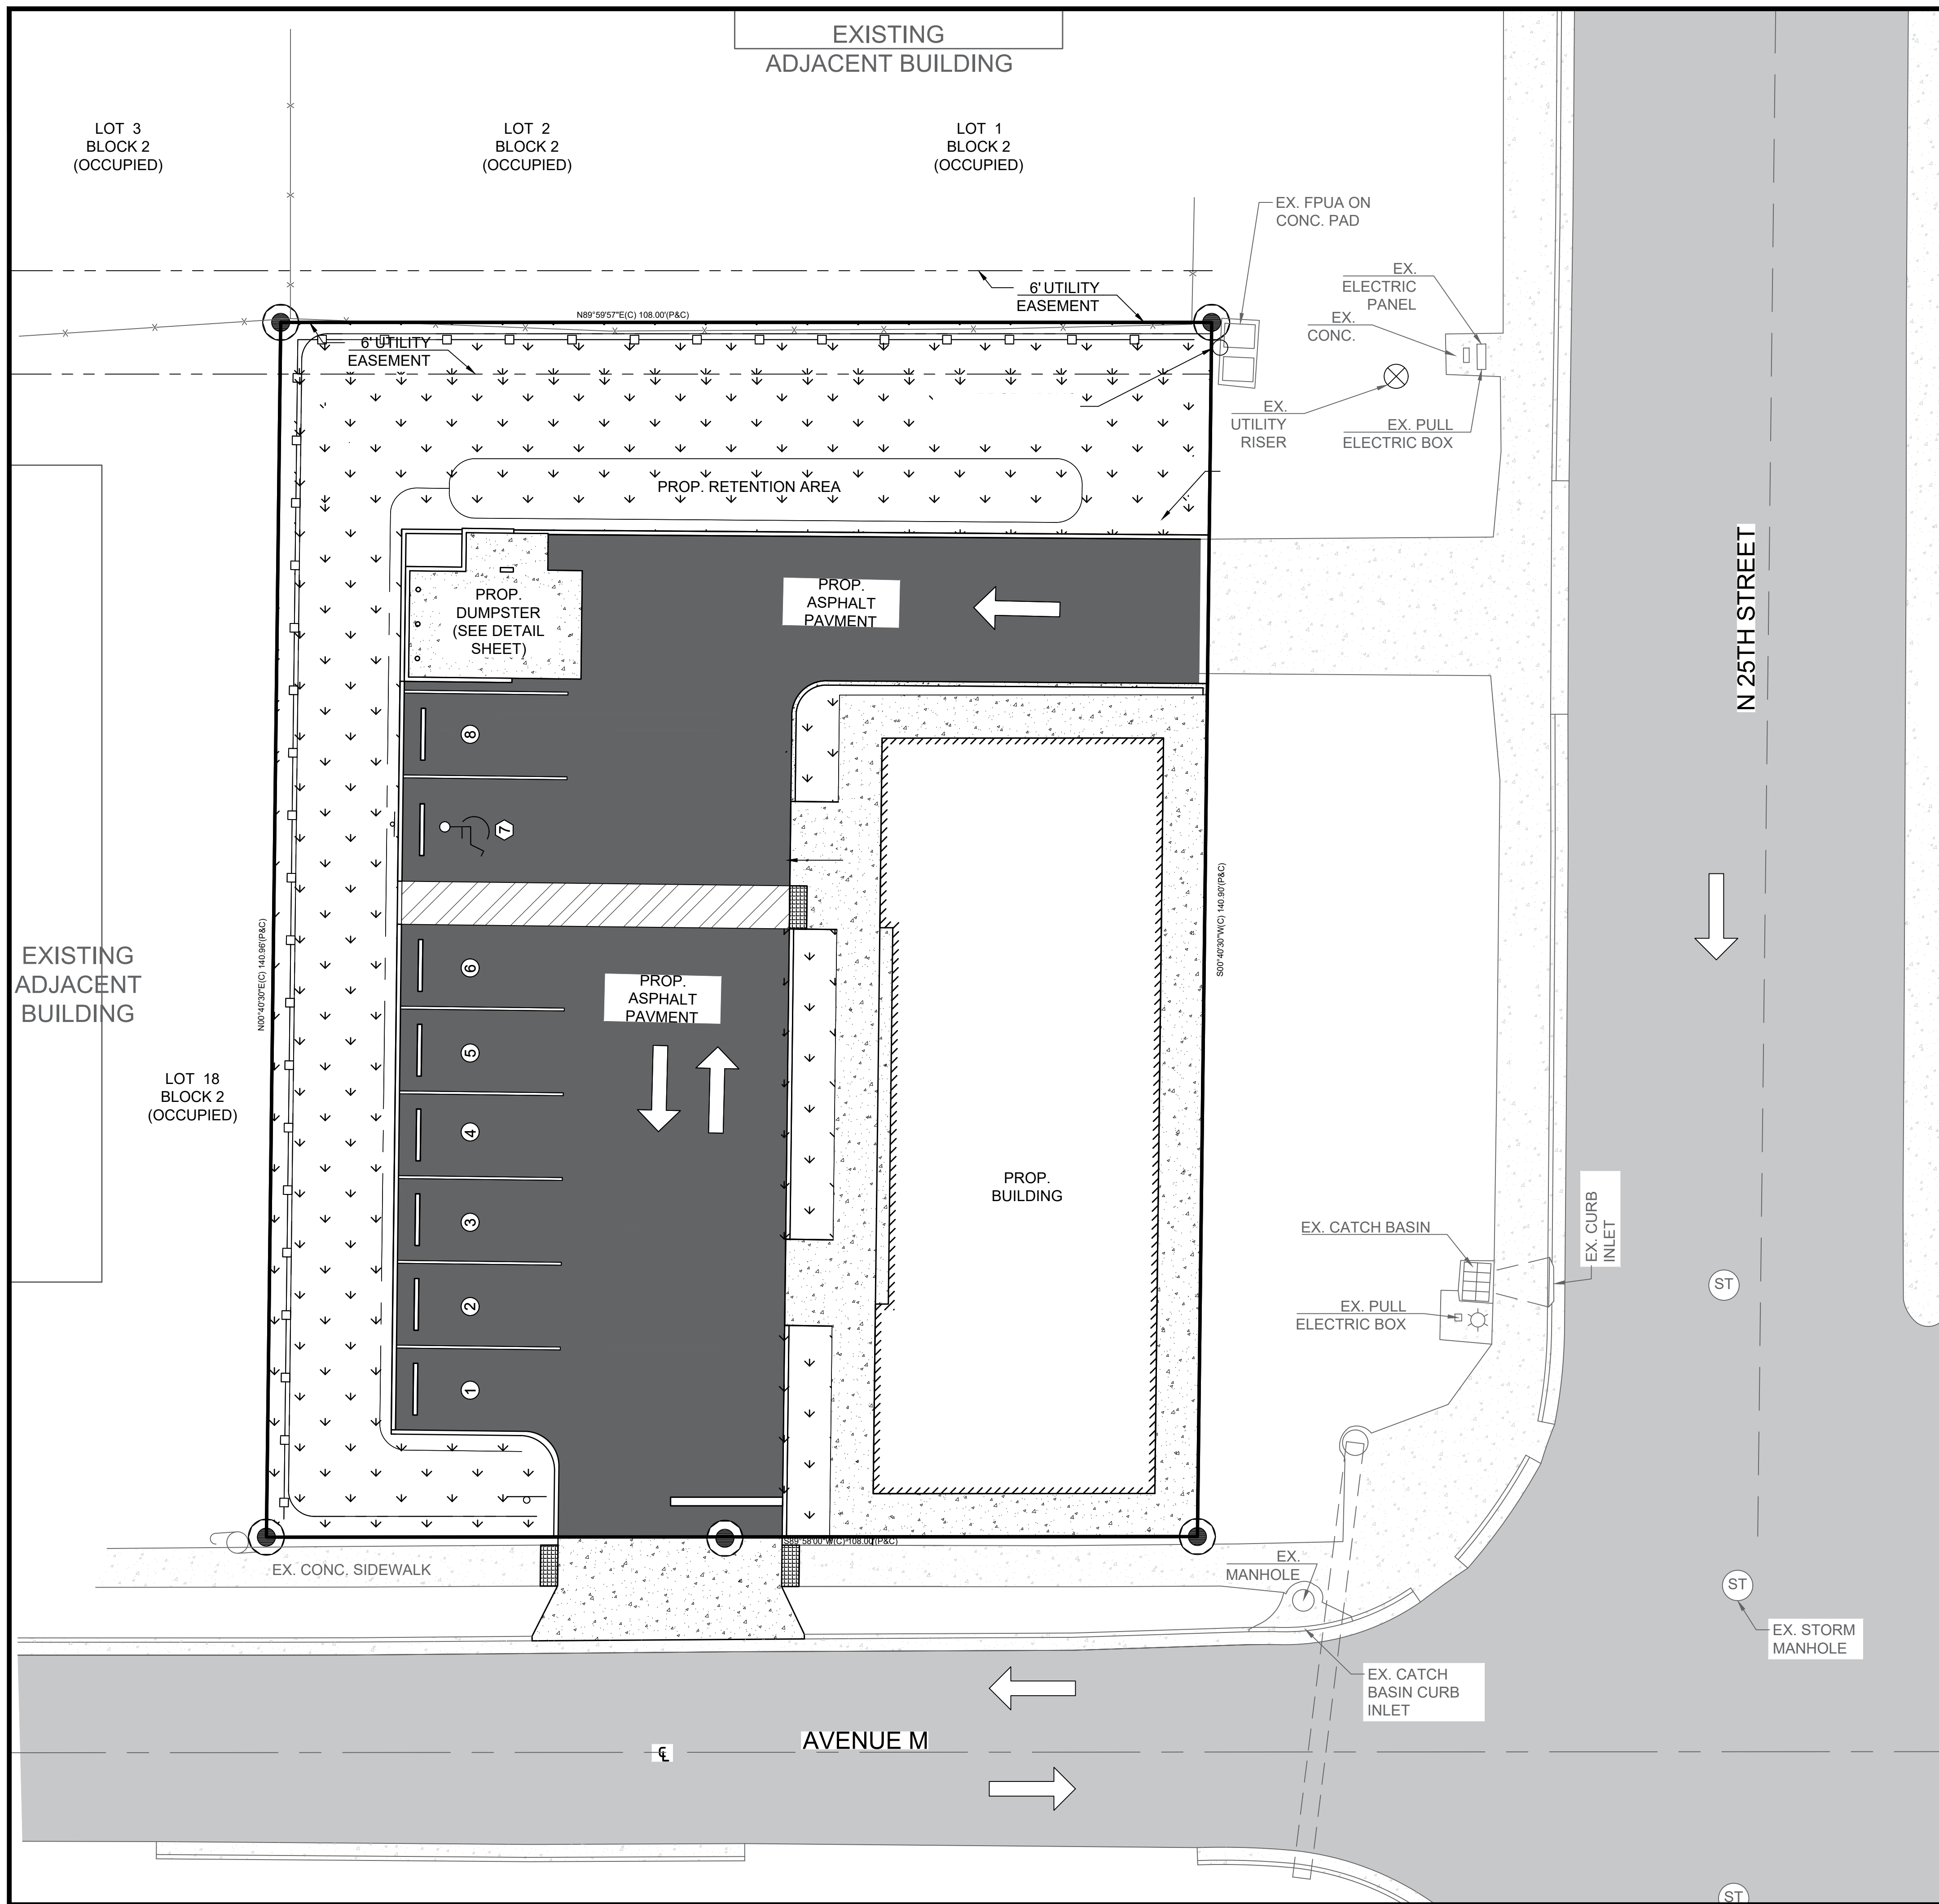 EXISTING
ADJACENT BUILDING
LOT 3
BLOCK 2
(OCCUPIED)
LOT 2
BLOCK 2
(OCCUPIED)
LOT 1
BLOCK 2
(OCCUPIED)
EX. FPUA ON
CONC. PAD
EX.
ELECTRIC
PANEL
EX.
CONC.
6' UTILITY
EASEMENT
N89°59'57"E(C) 108.00'(P&C)
6' UTILITY
EASEMENT
EX.
UTILITY
RISER
EX. PULL
ELECTRIC BOX
PROP. RETENTION AREA
N 25TH STREET
PROP.
DUMPSTER
(SEE DETAIL
SHEET)
PROP.
ASPHALT
PAVMENT
8
7
6
5
4
3
2
1
N00°40'30"E(C) 140.96'(P&C)
S00°40'30"W(C) 140.90'(P&C)
EXISTING
ADJACENT
BUILDING
PROP.
ASPHALT
PAVMENT
LOT 18
BLOCK 2
(OCCUPIED)
PROP.
BUILDING
EX. CATCH BASIN
EX. CURB
INLET
EX. PULL
ELECTRIC BOX
ST
S89°58'00"W(C) 108.00'(P&C)
EX. CONC. SIDEWALK
EX.
MANHOLE
ST
EX. STORM
MANHOLE
EX. CATCH
BASIN CURB
INLET
AVENUE M
℄
ST